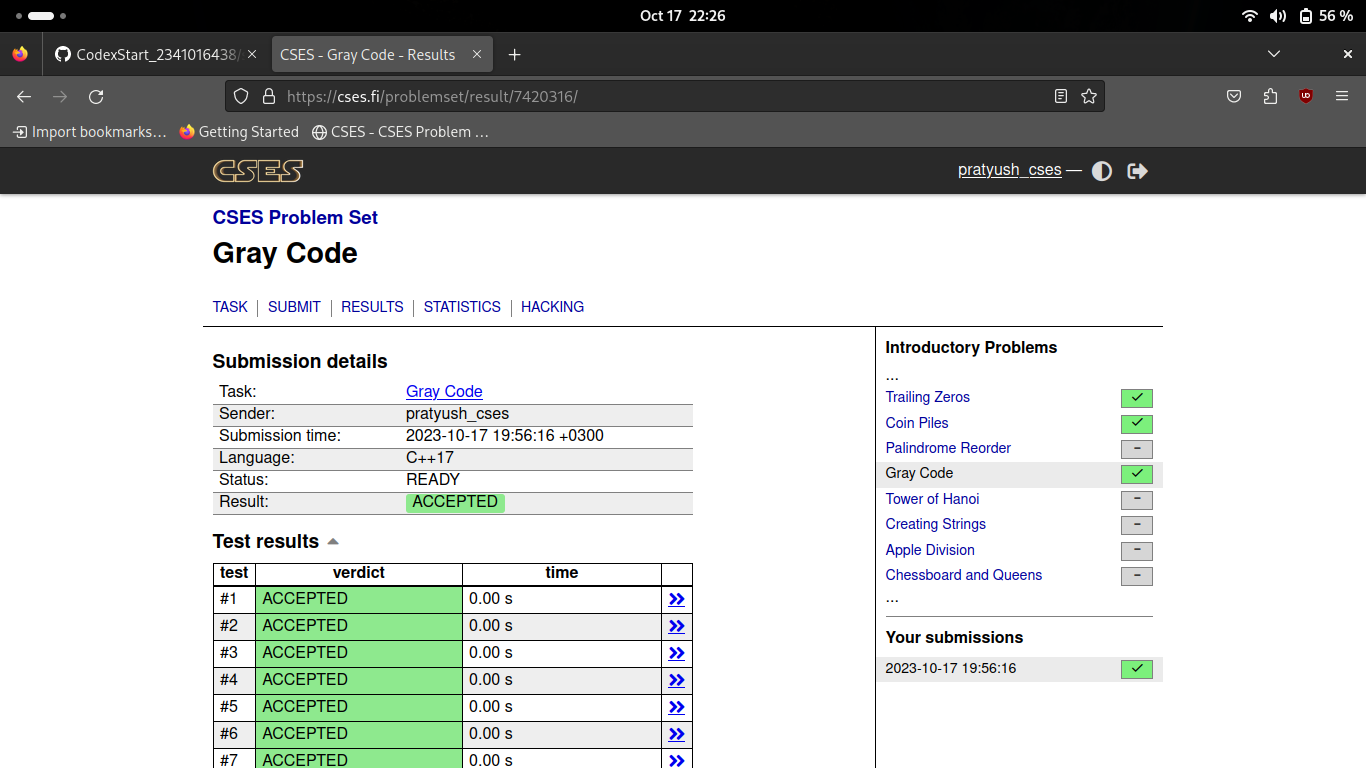 Oct 17 22:26
56 %
CodexStart_2341016438/
CSES - Gray Code - Results
https://cses.fi/problemset/result/7420316/
Import bookmarks…
Getting Started
CSES - CSES Problem …
CSES
pratyush_cses —
CSES Problem Set
Gray Code
TASK | SUBMIT | RESULTS | STATISTICS | HACKING
Submission details
Task: Gray Code
Sender: pratyush_cses
Submission time: 2023-10-17 19:56:16 +0300
Language: C++17
Status: READY
Result: ACCEPTED
Test results
test verdict time
#1 ACCEPTED 0.00 s »
#2 ACCEPTED 0.00 s »
#3 ACCEPTED 0.00 s »
#4 ACCEPTED 0.00 s »
#5 ACCEPTED 0.00 s »
#6 ACCEPTED 0.00 s »
#7 ACCEPTED 0.00 s »
Introductory Problems
...
Trailing Zeros ✓
Coin Piles ✓
Palindrome Reorder –
Gray Code ✓
Tower of Hanoi –
Creating Strings –
Apple Division –
Chessboard and Queens –
...
Your submissions
2023-10-17 19:56:16 ✓